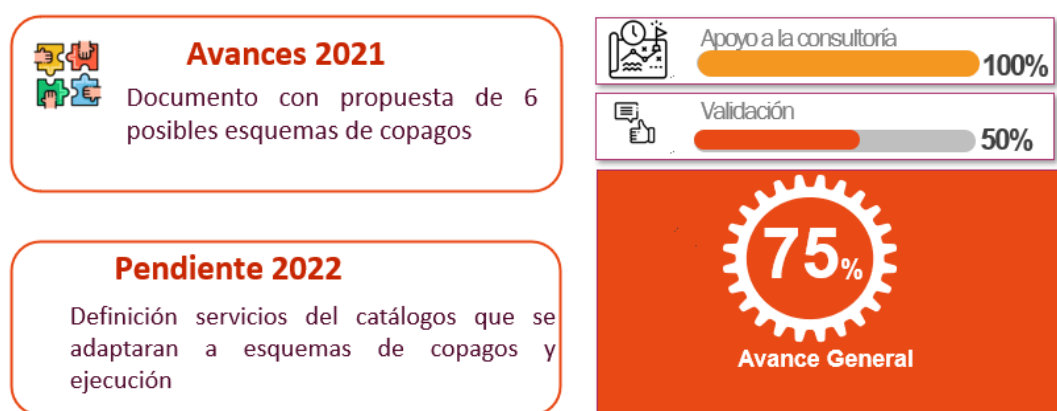 Avances 2021
Documento con propuesta de 6
posibles esquemas de copagos
Pendiente 2022
Definición servicios del catálogos que se
adaptaran a esquemas de copagos y
ejecución
Apoyo a la consultoría
100%
Validación
50%
75%
Avance General